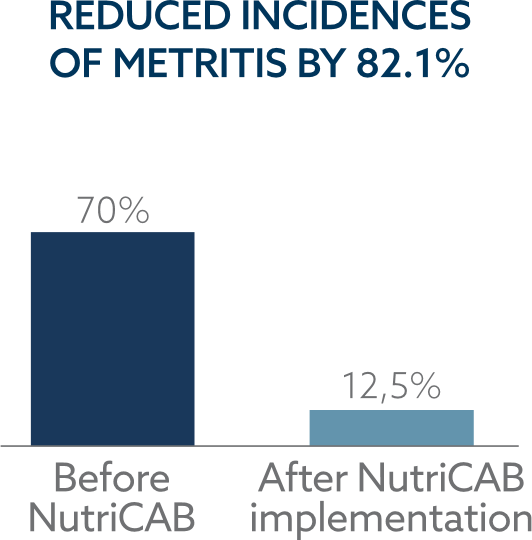 REDUCED INCIDENCES
OF METRITIS BY 82.1%
70%
12,5%
Before
NutriCAB
After NutriCAB
implementation